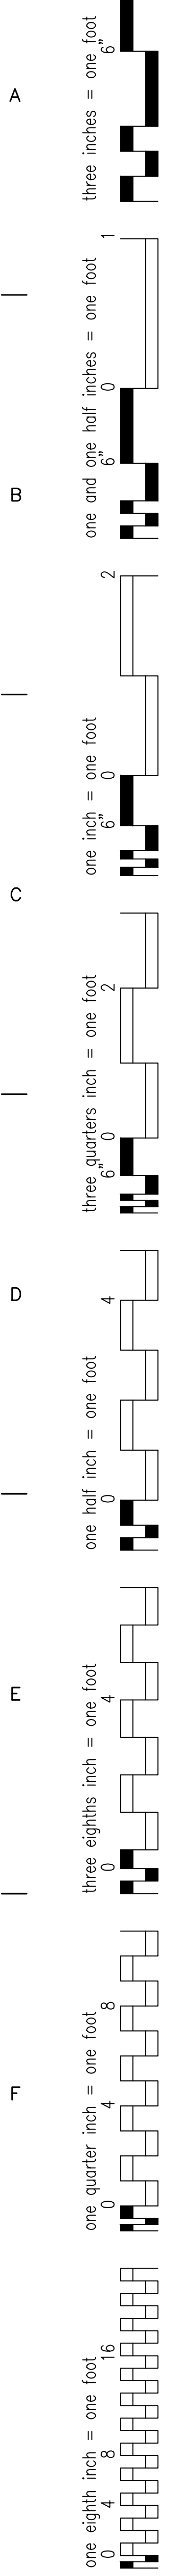 A
three inches = one foot
6"
B
one and one half inches = one foot
6" 0 1
C
one inch = one foot
6" 0 2
D
three quarters inch = one foot
6" 0 2
one half inch = one foot
0 4
E
three eighths inch = one foot
0 4
F
one quarter inch = one foot
0 4 8
one eighth inch = one foot
0 4 8 16